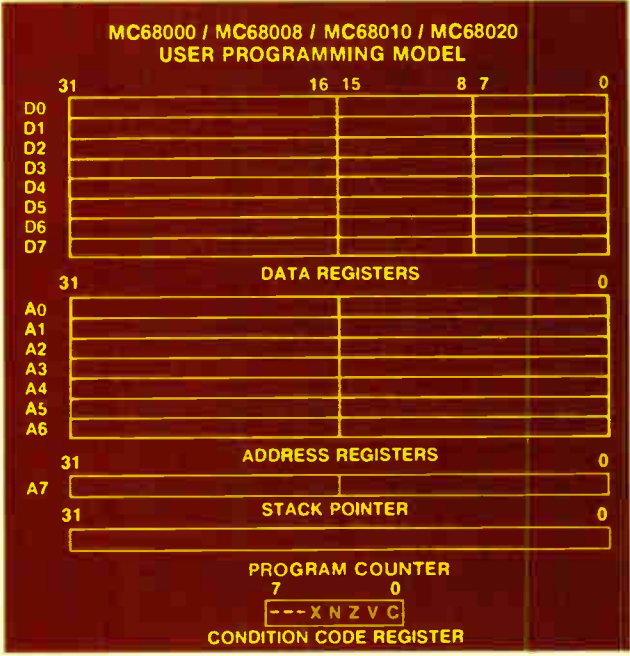 MC68000 / MC68008 / MC68010 / MC68020
USER PROGRAMMING MODEL
31 16 15 8 7 0
D0
D1
D2
D3
D4
D5
D6
D7
DATA REGISTERS
31 0
A0
A1
A2
A3
A4
A5
A6
ADDRESS REGISTERS
31 0
A7
STACK POINTER
31 0
PROGRAM COUNTER
7 0
---X N Z V C
CONDITION CODE REGISTER